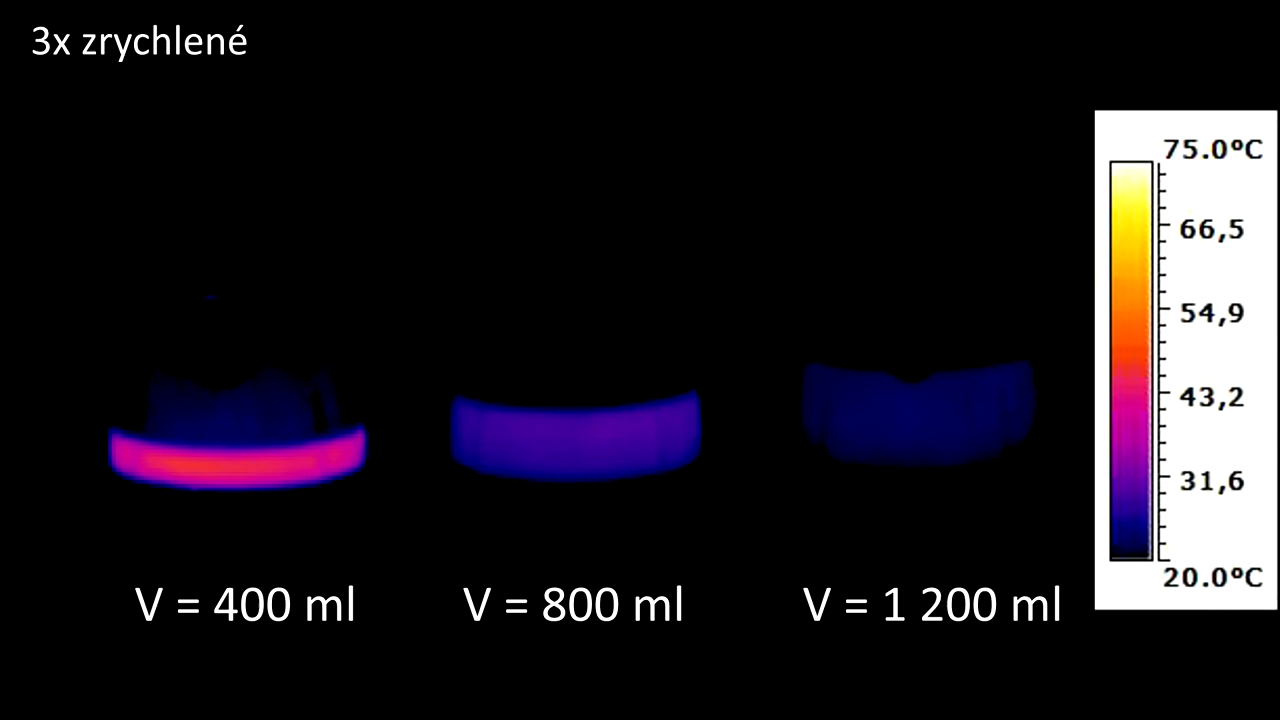 3x zrychlené
75.0°C
66,5
54,9
43,2
31,6
20.0°C
V = 400 ml
V = 800 ml
V = 1 200 ml